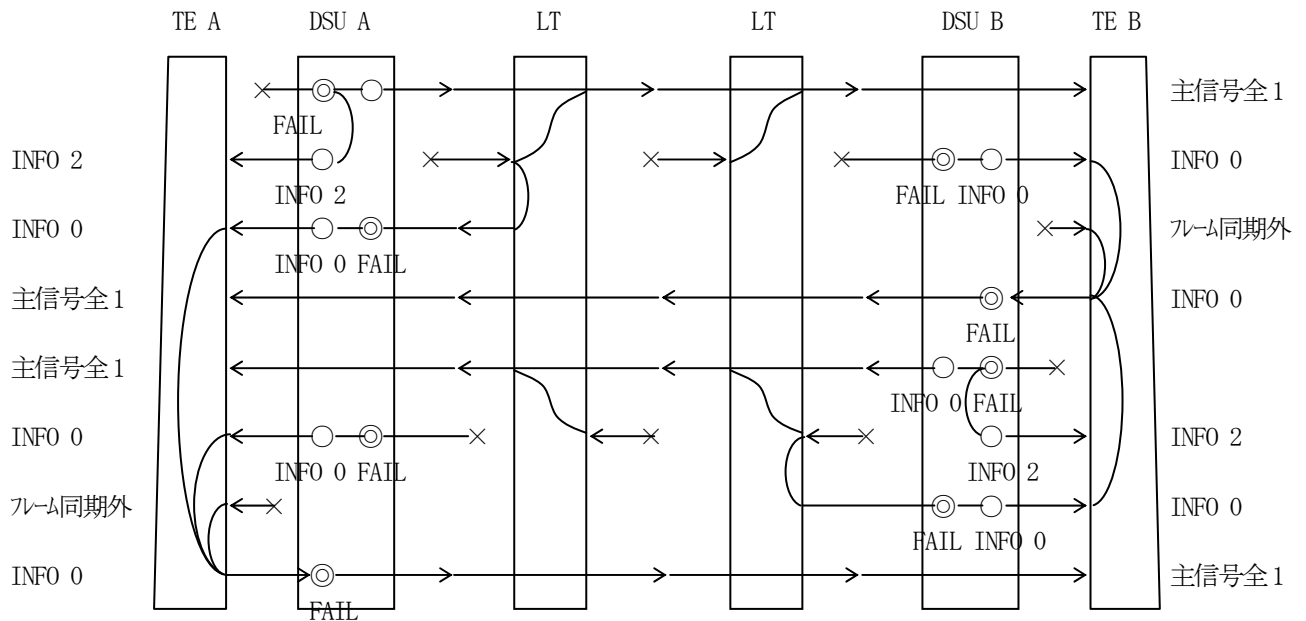 TE A DSU A LT LT DSU B TE B
主信号全1
FAIL
INFO 2 INFO 0
INFO 2 FAIL INFO 0
INFO 0 フレーム同期外
INFO 0 FAIL
主信号全1 INFO 0
FAIL
主信号全1
INFO 0 FAIL
INFO 0 INFO 2
INFO 0 FAIL INFO 2
フレーム同期外 INFO 0
FAIL INFO 0
INFO 0 主信号全1
FAIL